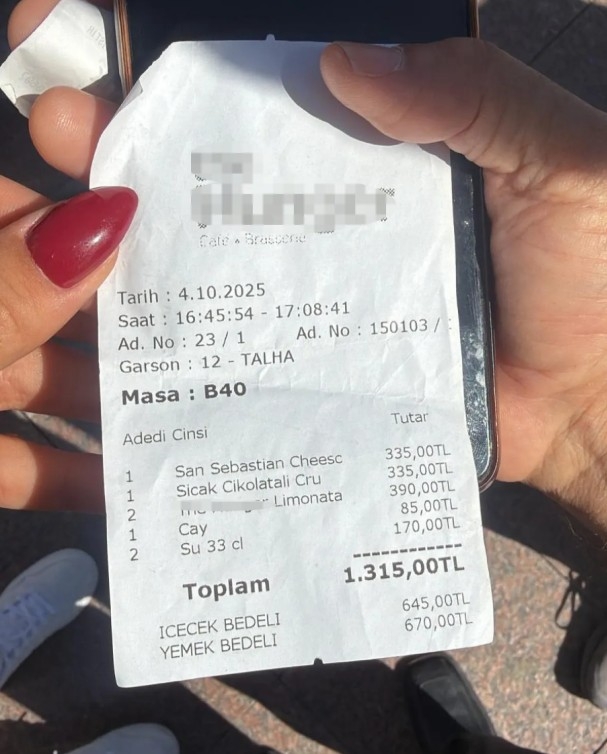 Café & Brasserie
Tarih : 4.10.2025
Saat : 16:45:54 - 17:08:41
Ad. No : 23 / 1 Ad. No : 150103 /
Garson : 12 - TALHA
Masa : B40
Adedi Cinsi Tutar
1 San Sebastian Cheesc 335,00TL
1 Sicak Cikolatali Cru 335,00TL
2 Limonata 390,00TL
1 Cay 85,00TL
2 Su 33 cl 170,00TL
------------
Toplam 1.315,00TL
ICECEK BEDELI 645,00TL
YEMEK BEDELI 670,00TL